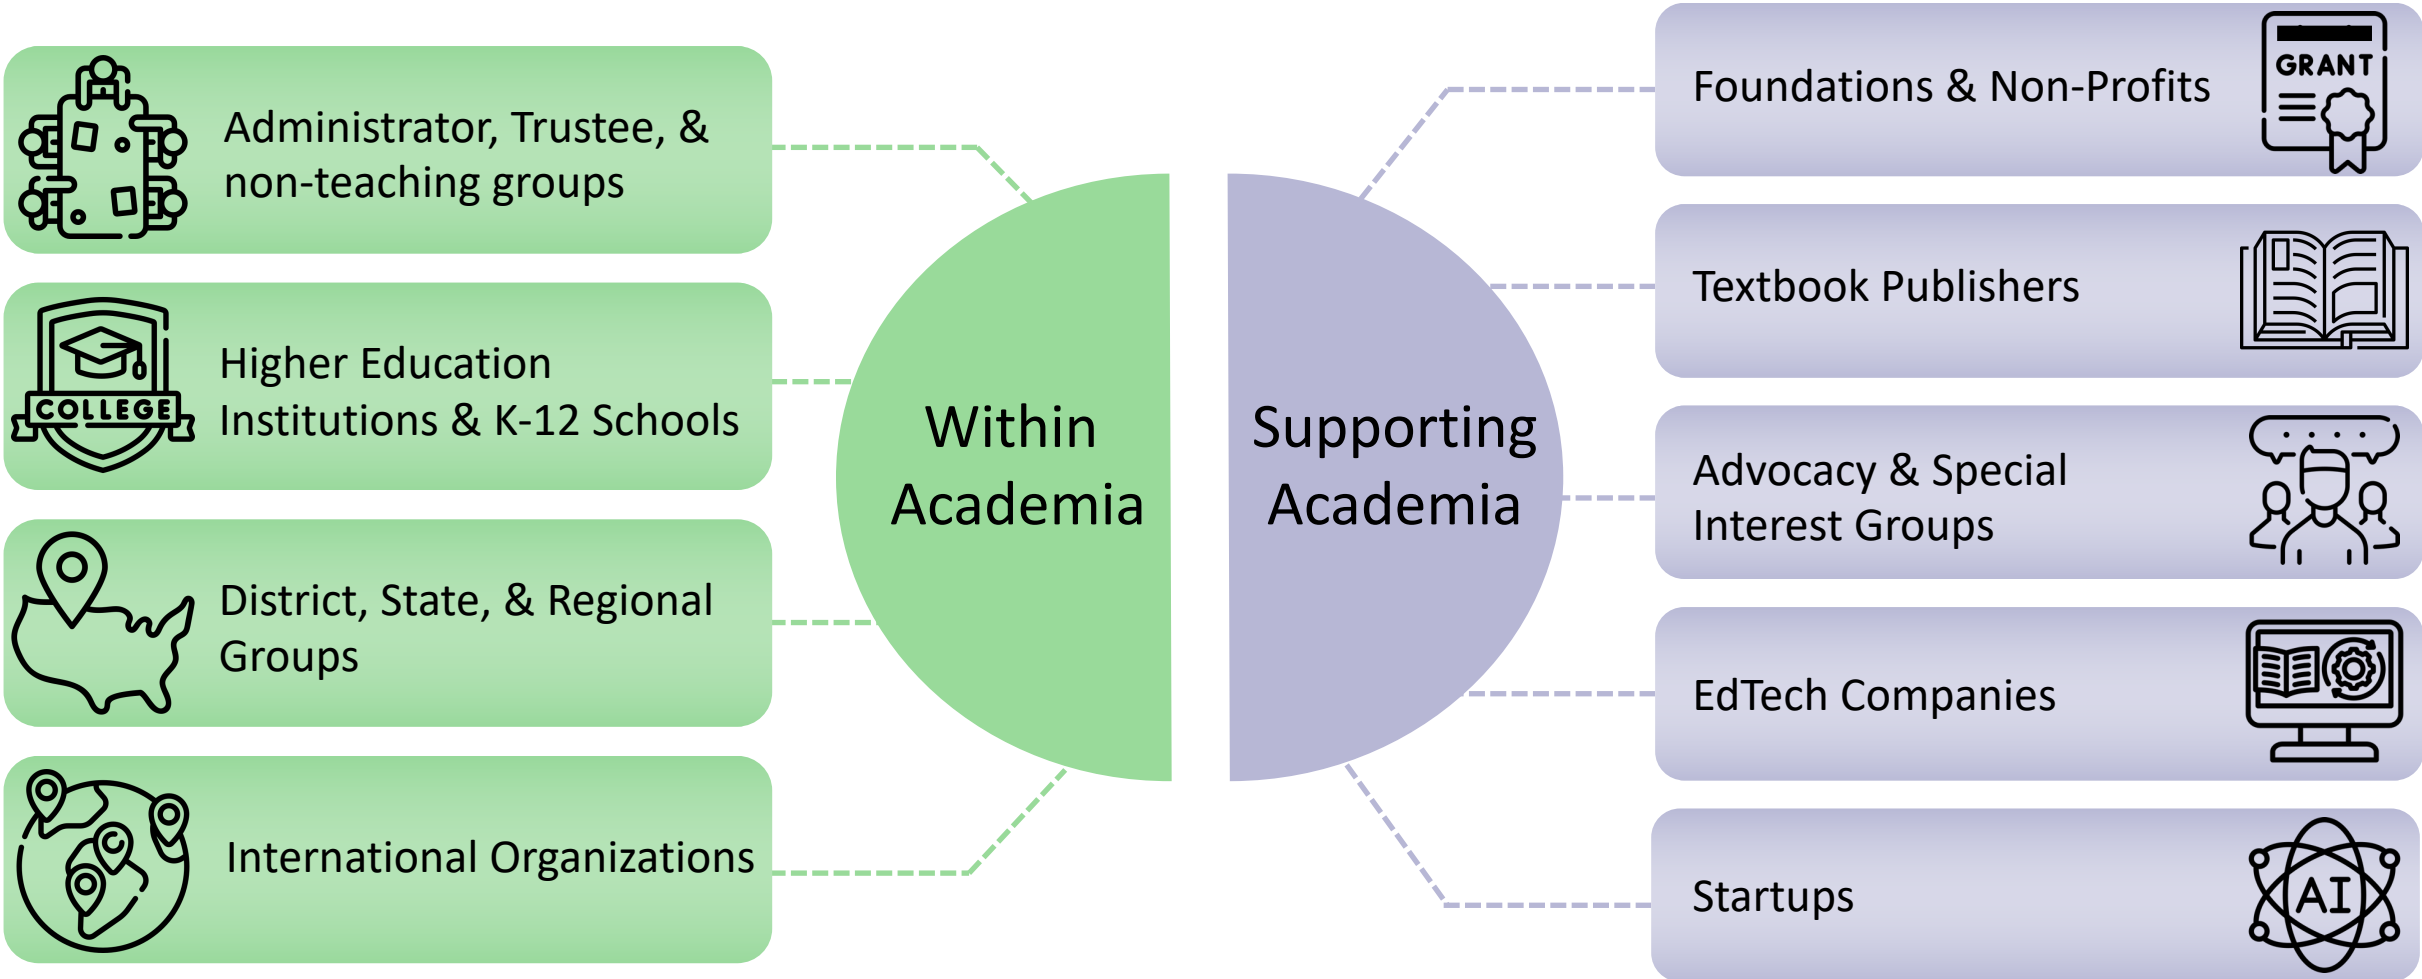 Administrator, Trustee, &
non-teaching groups
COLLEGE
Higher Education
Institutions & K-12 Schools
District, State, & Regional
Groups
International Organizations
Within
Academia
Supporting
Academia
Foundations & Non-Profits
GRANT
Textbook Publishers
Advocacy & Special
Interest Groups
EdTech Companies
Startups
AI